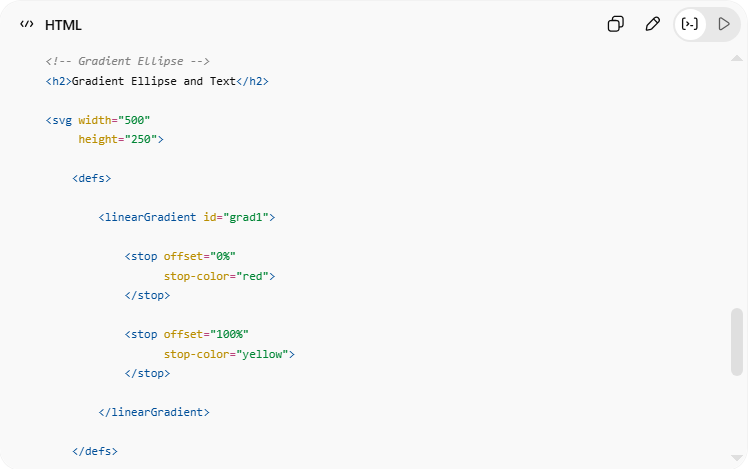 HTML
<!-- Gradient Ellipse -->
<h2>Gradient Ellipse and Text</h2>
<svg width="500"
height="250">
<defs>
<linearGradient id="grad1">
<stop offset="0%"
stop-color="red">
</stop>
<stop offset="100%"
stop-color="yellow">
</stop>
</linearGradient>
</defs>